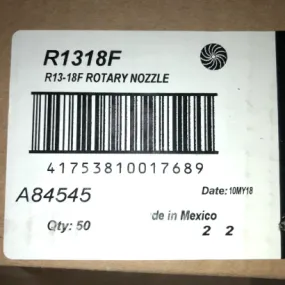 R1318F
R13-18F ROTARY NOZZLE
41753810017689
A84545
Date: 10MY18
Qty: 50
de in Mexico
2 2